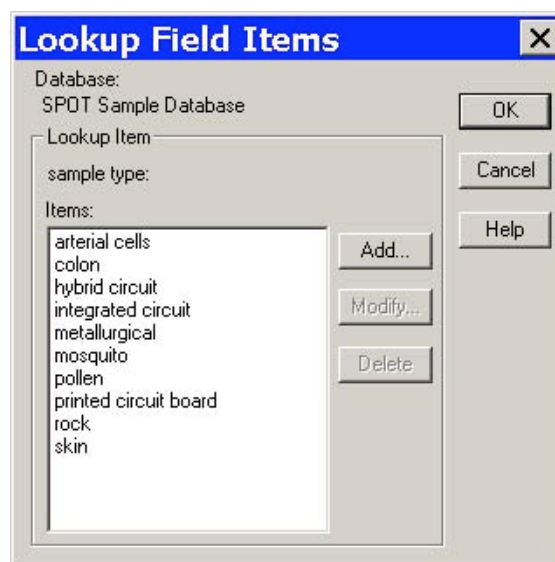 Lookup Field Items
Database:
SPOT Sample Database
OK
Lookup Item
sample type:
Cancel
Items:
Help
arterial cells
colon
hybrid circuit
integrated circuit
metallurgical
mosquito
pollen
printed circuit board
rock
skin
Add...
Modify...
Delete